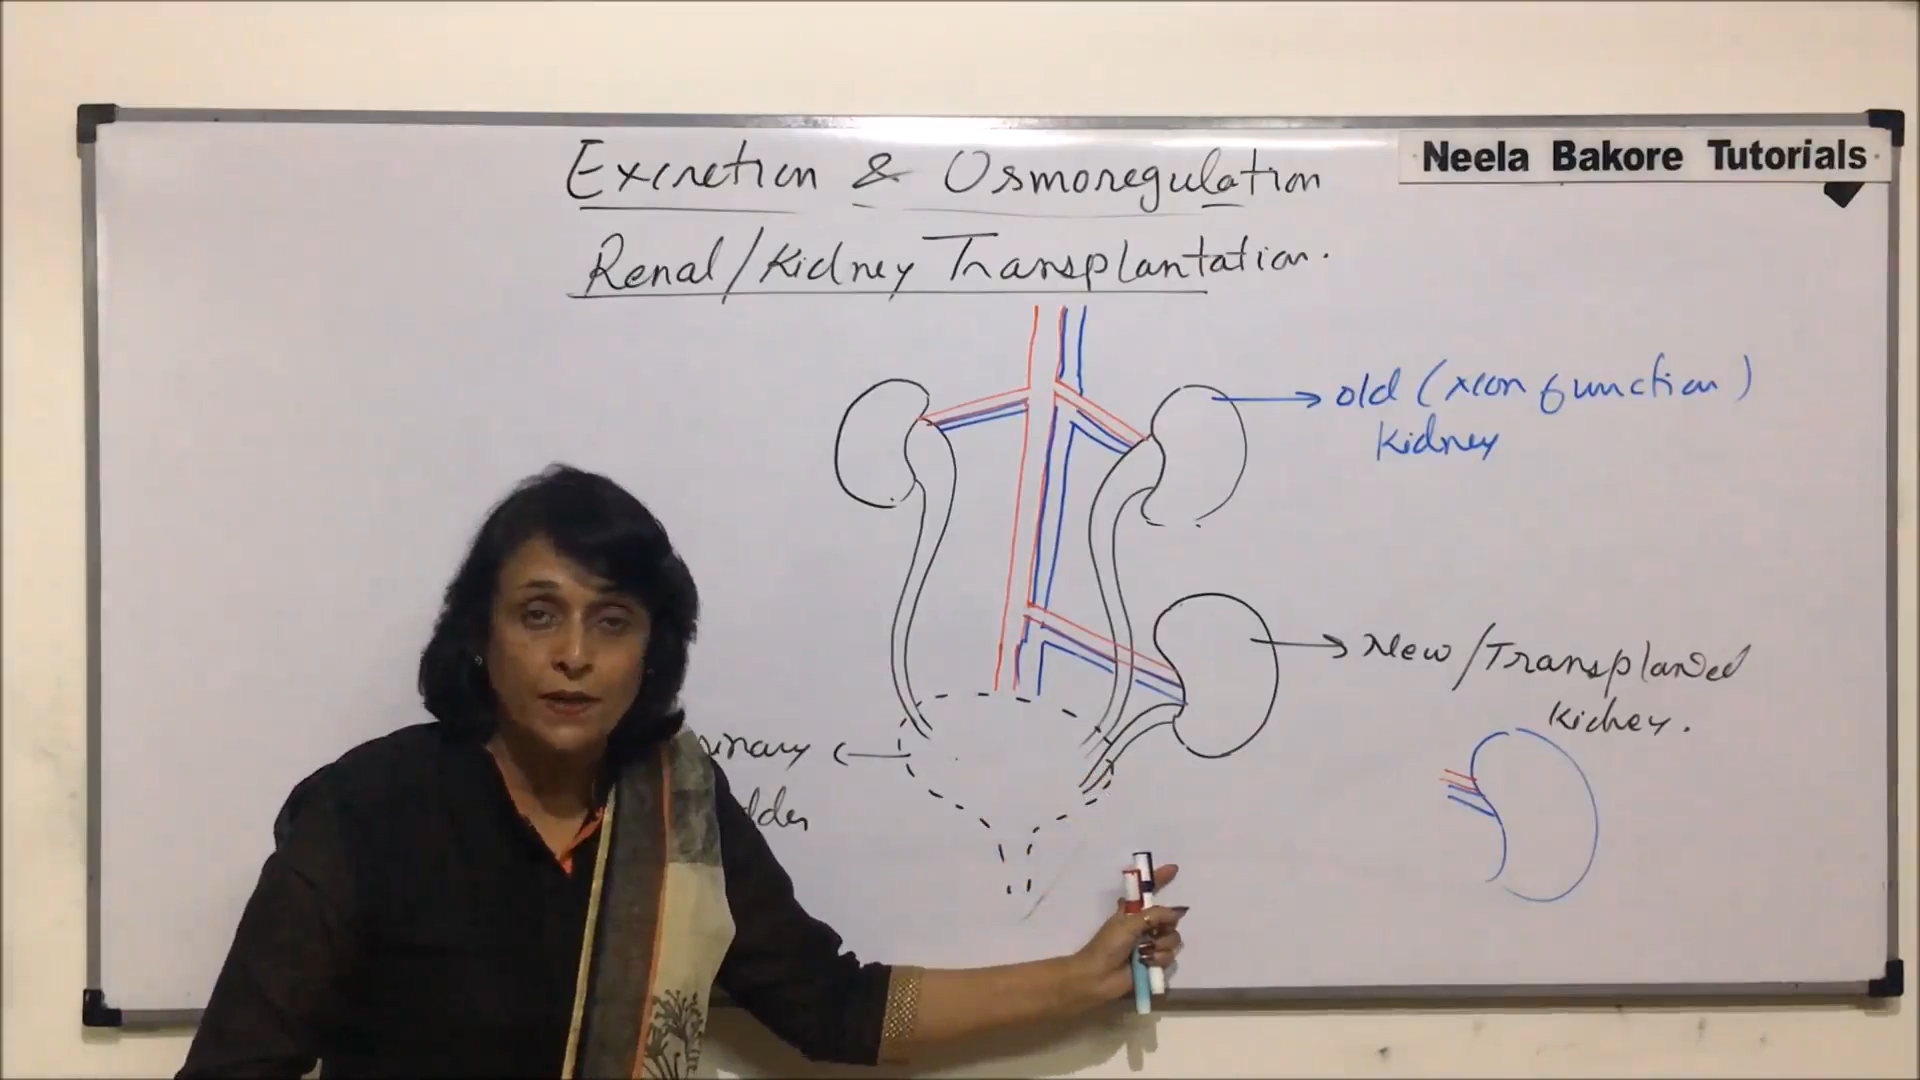 Neela Bakore Tutorials
Excretion & Osmoregulation
Renal/Kidney Transplantation.
old (non function)
kidney
New/Transplanted
kidney.